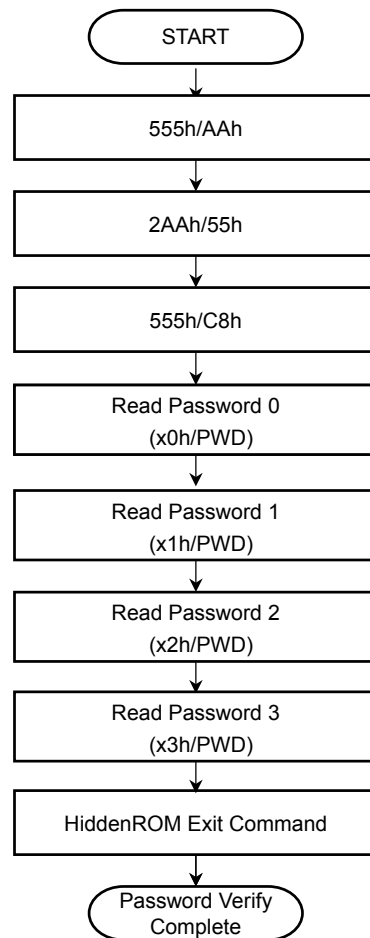 START
555h/AAh
2AAh/55h
555h/C8h
Read Password 0
(x0h/PWD)
Read Password 1
(x1h/PWD)
Read Password 2
(x2h/PWD)
Read Password 3
(x3h/PWD)
HiddenROM Exit Command
Password Verify
Complete